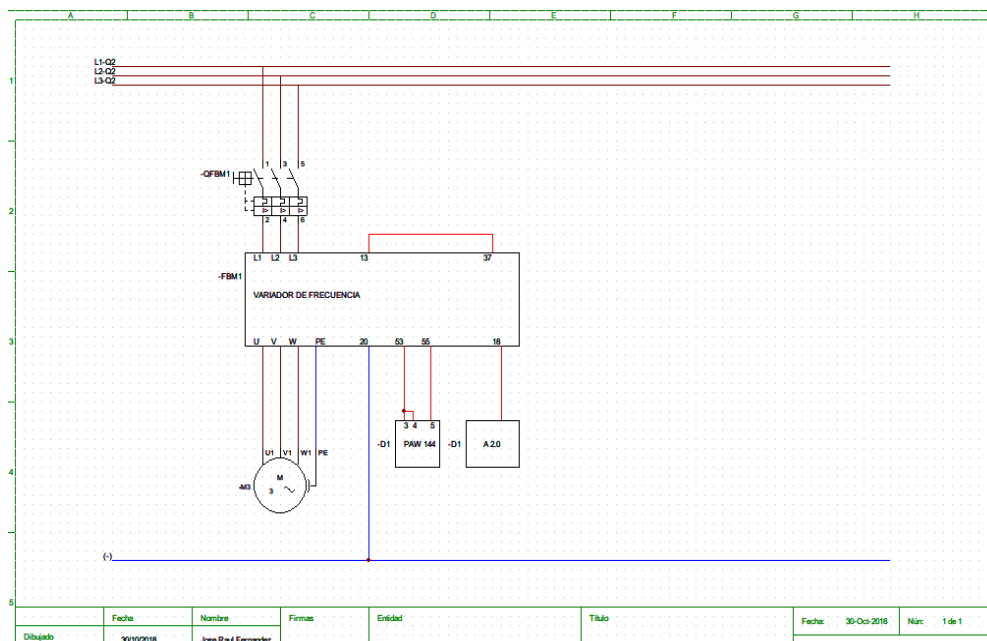 A B C D E F G H
L1-Q2
L2-Q2
L3-Q2
1
1 3 5
-QFBM1
2
2 4 6
L1 L2 L3 13 37
-FBM1
VARIADOR DE FRECUENCIA
3
U V W PE 20 53 55 18
3 4 5
-D1 PAW 144 -D1 A 2.0
U1 V1 W1 PE
4
M
-M3 3
(-)
5
Fecha Nombre Firmas Entidad Título Fecha: 30-Oct-2018 Núm: 1 de 1
Dibujado 30/10/2018 Jose Raul Fernandez